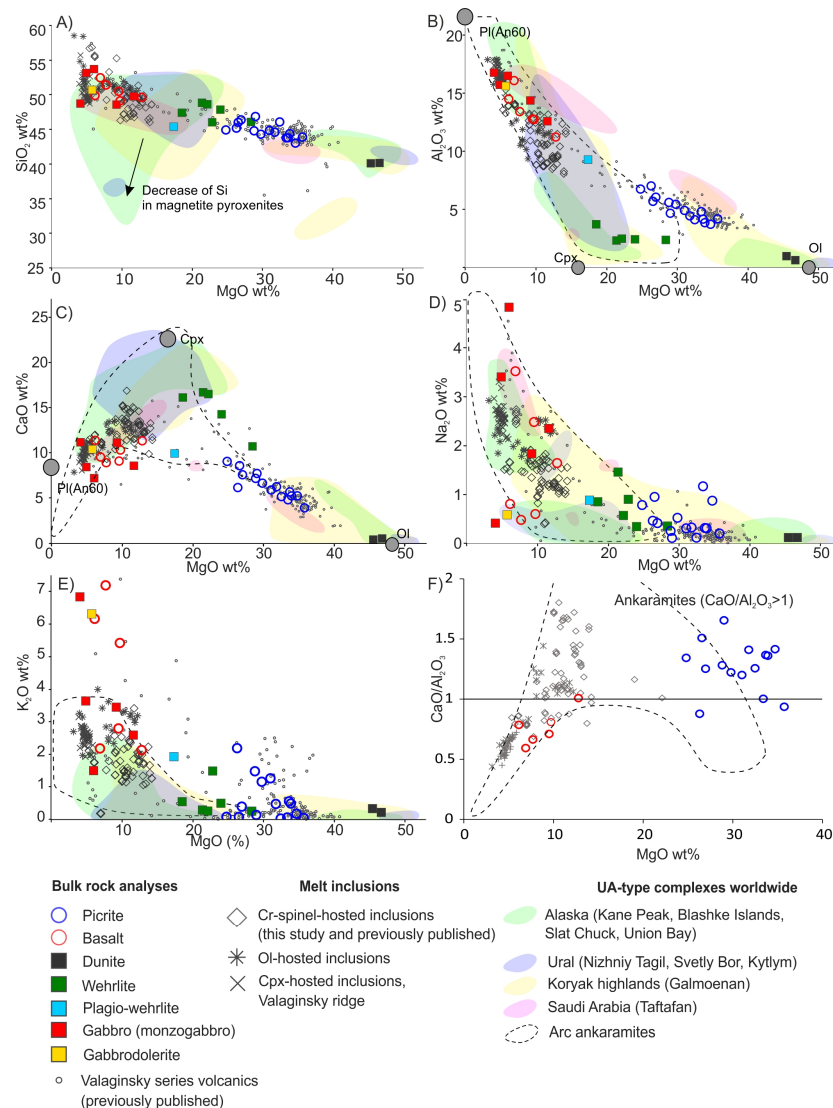 A)
60
55
50
45
40
35
30
25
SiO2 wt%
Decrease of Si
in magnetite pyroxenites
0 10 20 30 40 50
MgO wt%
B)
Pl(An60)
20
15
10
5
Al2O3 wt%
Cpx
Ol
0 10 20 30 40 50
MgO wt%
C)
25
20
15
10
5
0
CaO wt%
Cpx
Pl(An60)
Ol
0 10 20 30 40 50
MgO wt%
D)
5
4
3
2
1
0
Na2O wt%
0 10 20 30 40 50
MgO wt%
E)
7
6
5
4
3
2
1
0
K2O wt%
0 10 20 30 40 50
MgO (%)
F)
2
1.5
1
0.5
0
CaO/Al2O3
Ankaramites (CaO/Al2O3>1)
0 10 20 30 40
MgO wt%
Bulk rock analyses
Picrite
Basalt
Dunite
Wehrlite
Plagio-wehrlite
Gabbro (monzogabbro)
Gabbrodolerite
Valaginsky series volcanics
(previously published)
Melt inclusions
Cr-spinel-hosted inclusions
(this study and previously published)
Ol-hosted inclusions
Cpx-hosted inclusions,
Valaginsky ridge
UA-type complexes worldwide
Alaska (Kane Peak, Blashke Islands,
Slat Chuck, Union Bay)
Ural (Nizhniy Tagil, Svetly Bor, Kytlym)
Koryak highlands (Galmoenan)
Saudi Arabia (Taftafan)
Arc ankaramites